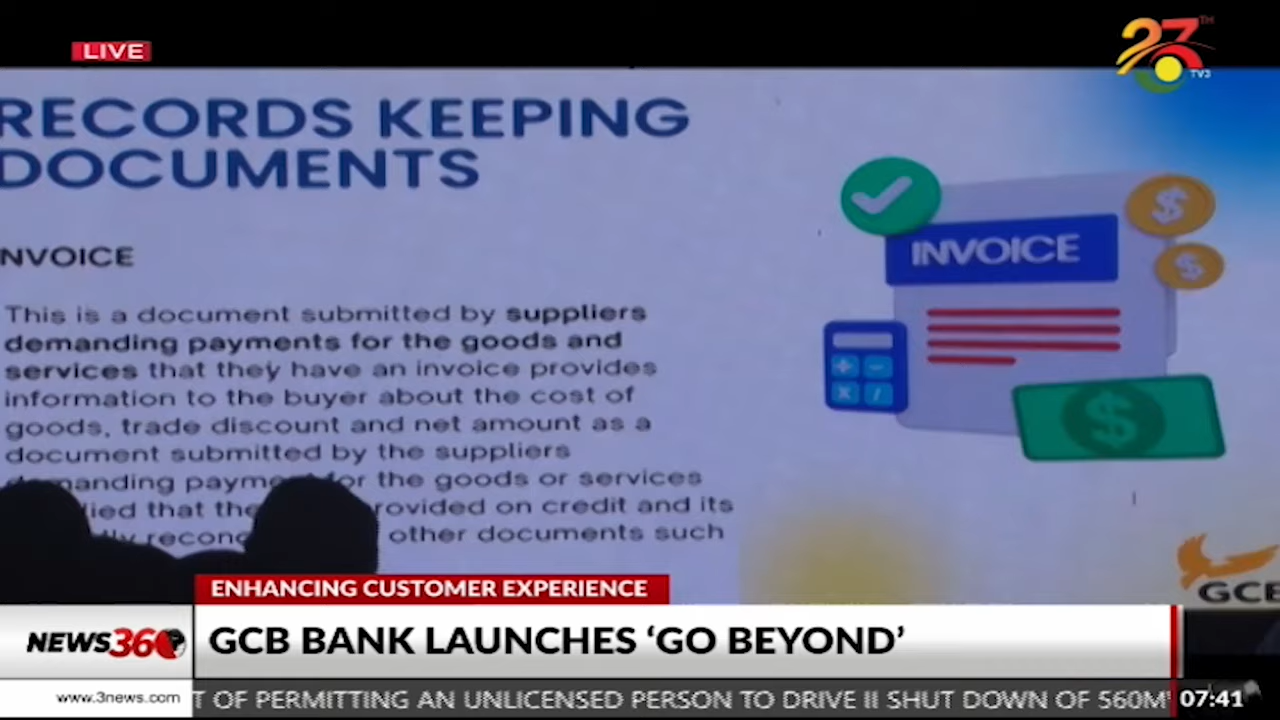 LIVE
23TH
TV3
RECORDS KEEPING
DOCUMENTS
NVOICE
This is a document submitted by suppliers
demanding payments for the goods and
services that they have an invoice provides
information to the buyer about the cost of
goods, trade discount and net amount as a
document submitted by the suppliers
for the goods or services
that provided on credit and its
other documents such
INVOICE
GCB
ENHANCING CUSTOMER EXPERIENCE
NEWS360
GCB BANK LAUNCHES ‘GO BEYOND’
www.3news.com
T OF PERMITTING AN UNLICENSED PERSON TO DRIVE II SHUT DOWN OF 560M
07:41